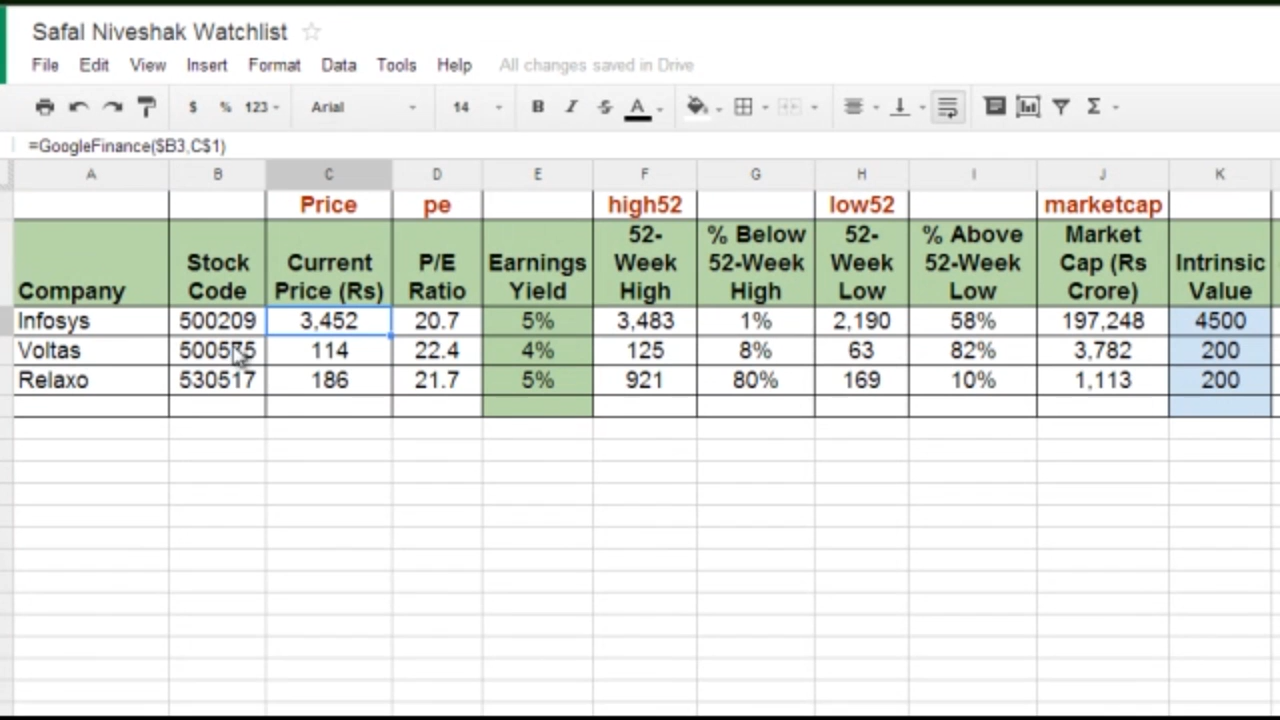 Safal Niveshak Watchlist
File Edit View Insert Format Data Tools Help All changes saved in Drive
$ % 123 Arial 14 B I S A Σ
=GoogleFinance($B3,C$1)
A B C D E F G H I J K
Price pe high52 low52 marketcap
Company Stock Code Current Price (Rs) P/E Ratio Earnings Yield 52-Week High % Below 52-Week High 52-Week Low % Above 52-Week Low Market Cap (Rs Crore) Intrinsic Value
Infosys 500209 3,452 20.7 5% 3,483 1% 2,190 58% 197,248 4500
Voltas 500575 114 22.4 4% 125 8% 63 82% 3,782 200
Relaxo 530517 186 21.7 5% 921 80% 169 10% 1,113 200